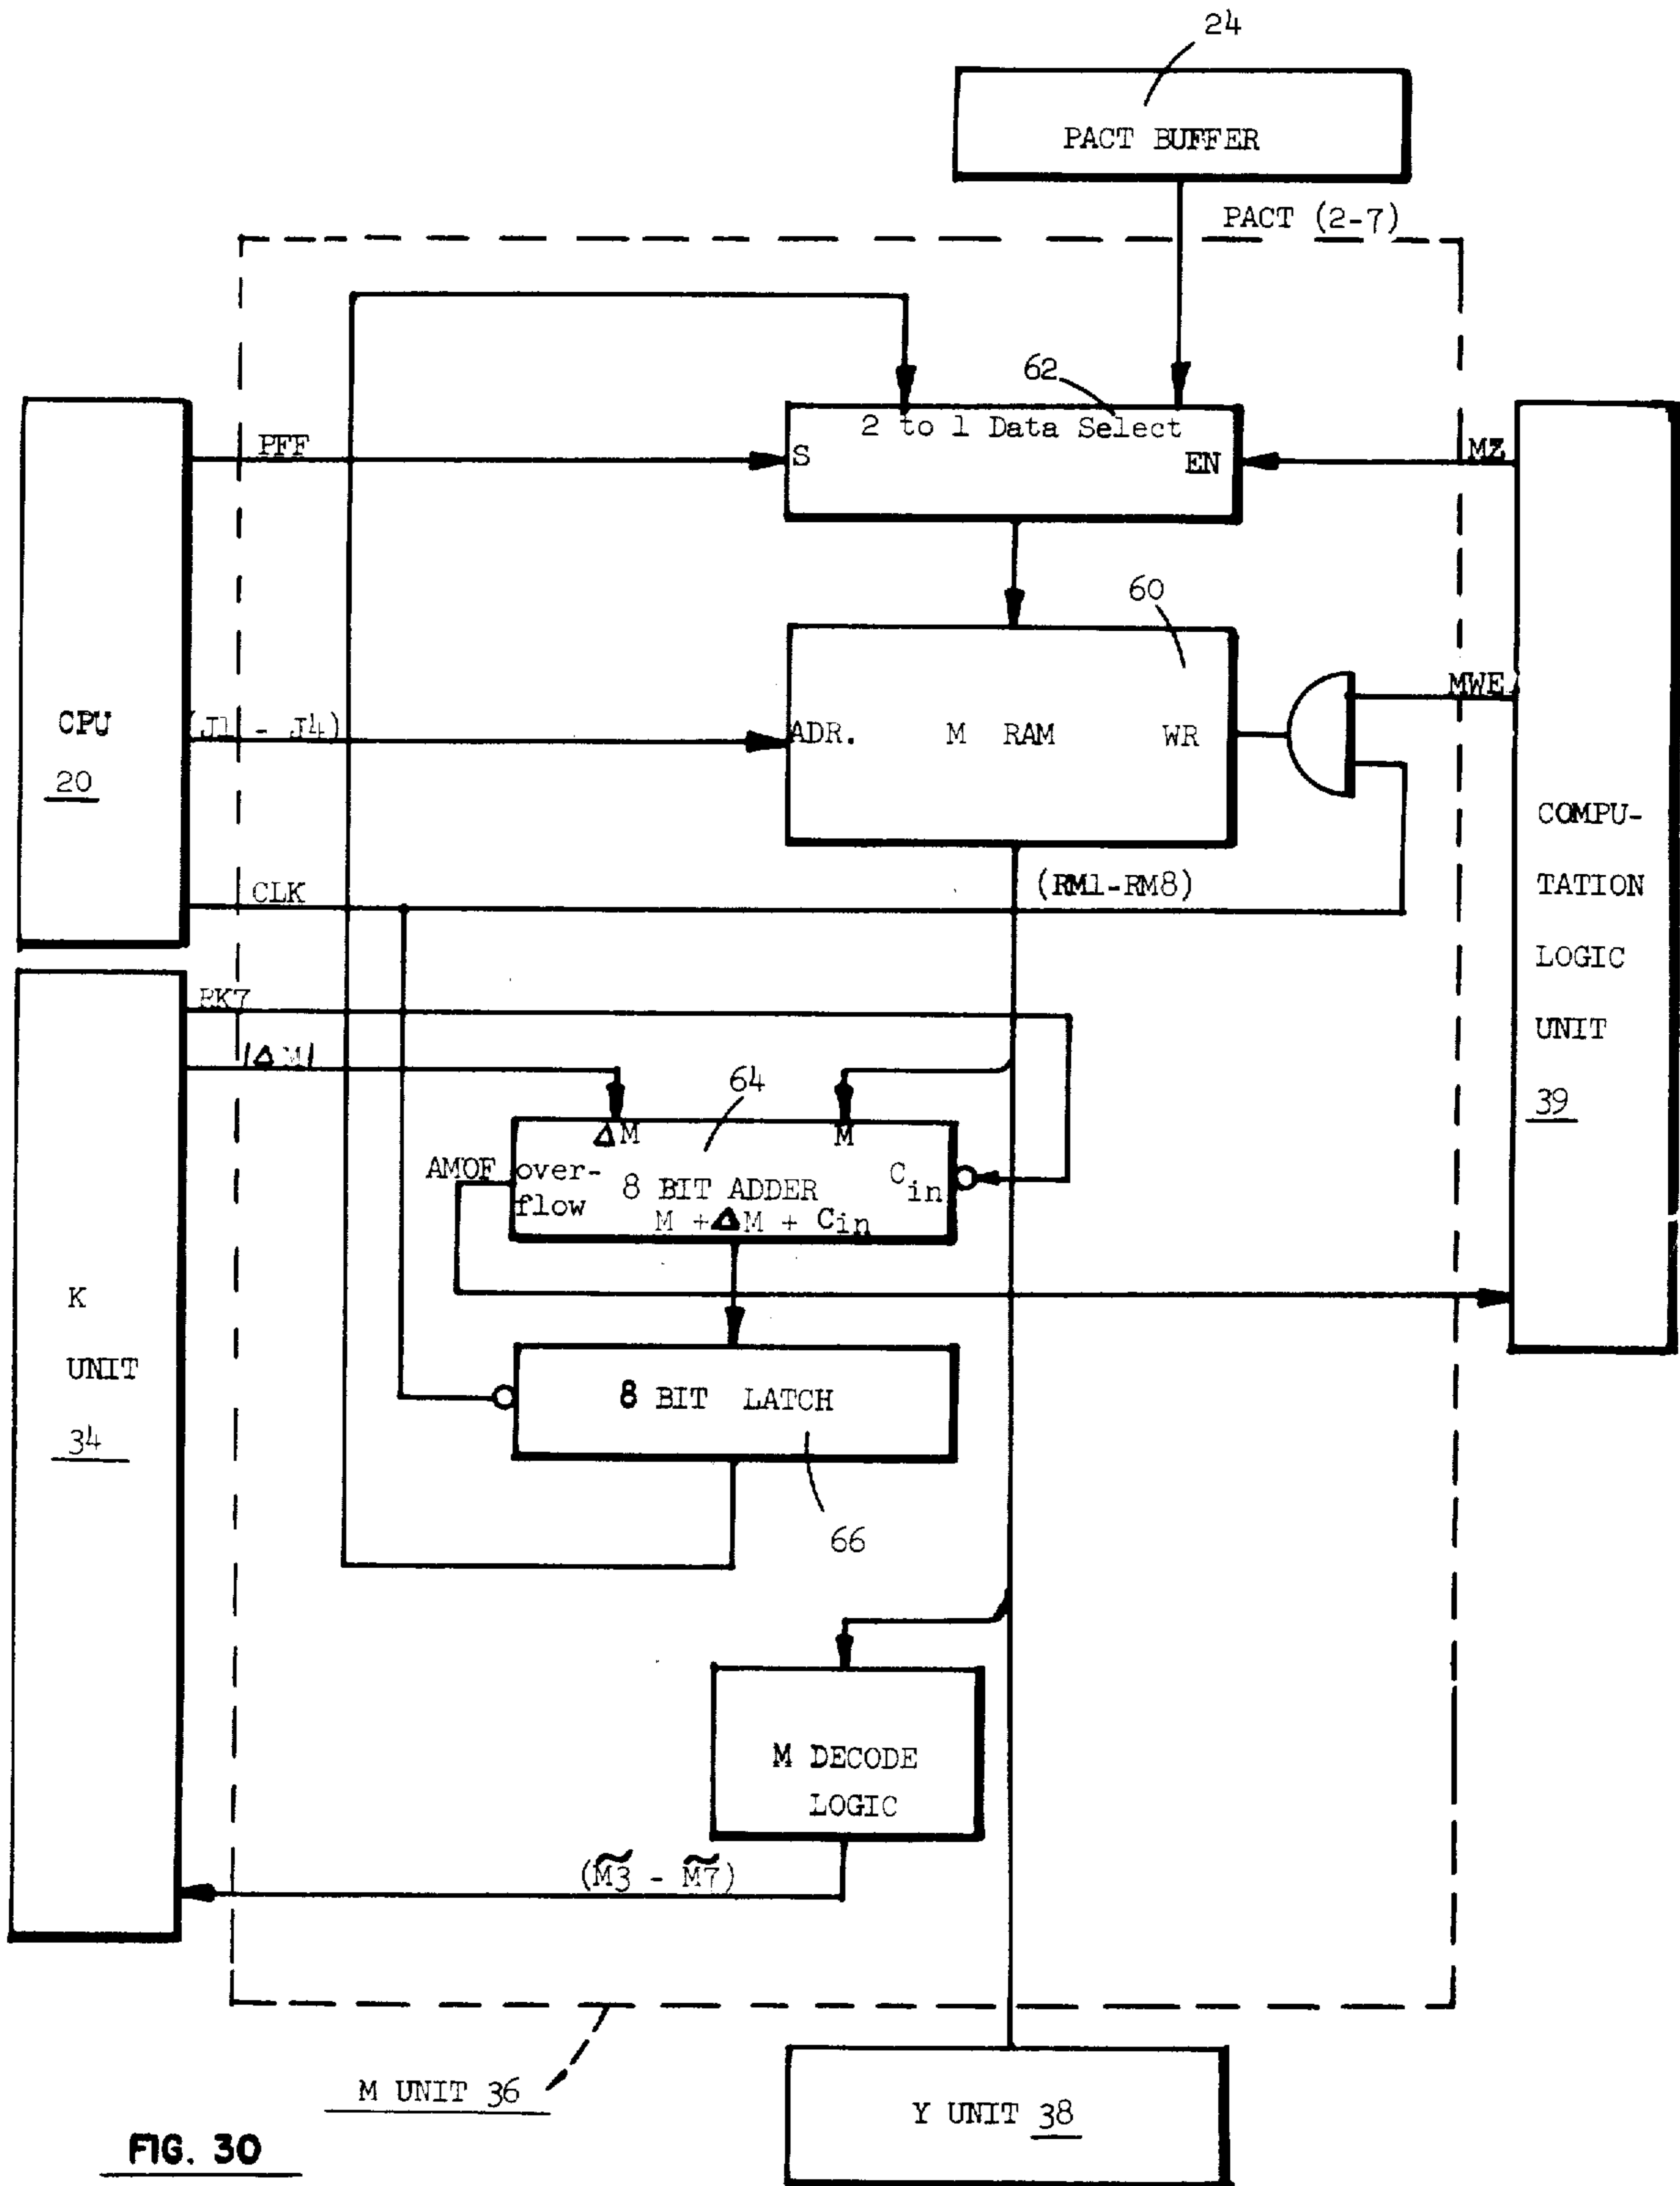 24
PACT BUFFER
PACT (2-7)
62
2 to 1 Data Select
PFF
S
EN
MZ
60
CPU
20
(J1 - J4)
ADR.
M RAM
WR
MWE
COMPU-
TATION
LOGIC
UNIT
39
CLK
(RM1-RM8)
|ΔM|
64
ΔM
M
AMOF
over-
flow
8 BIT ADDER
M + ΔM + Cin
Cin
K
UNIT
34
8 BIT LATCH
66
M DECODE
LOGIC
(M̃3 - M̃7)
M UNIT 36
Y UNIT 38
FIG. 30